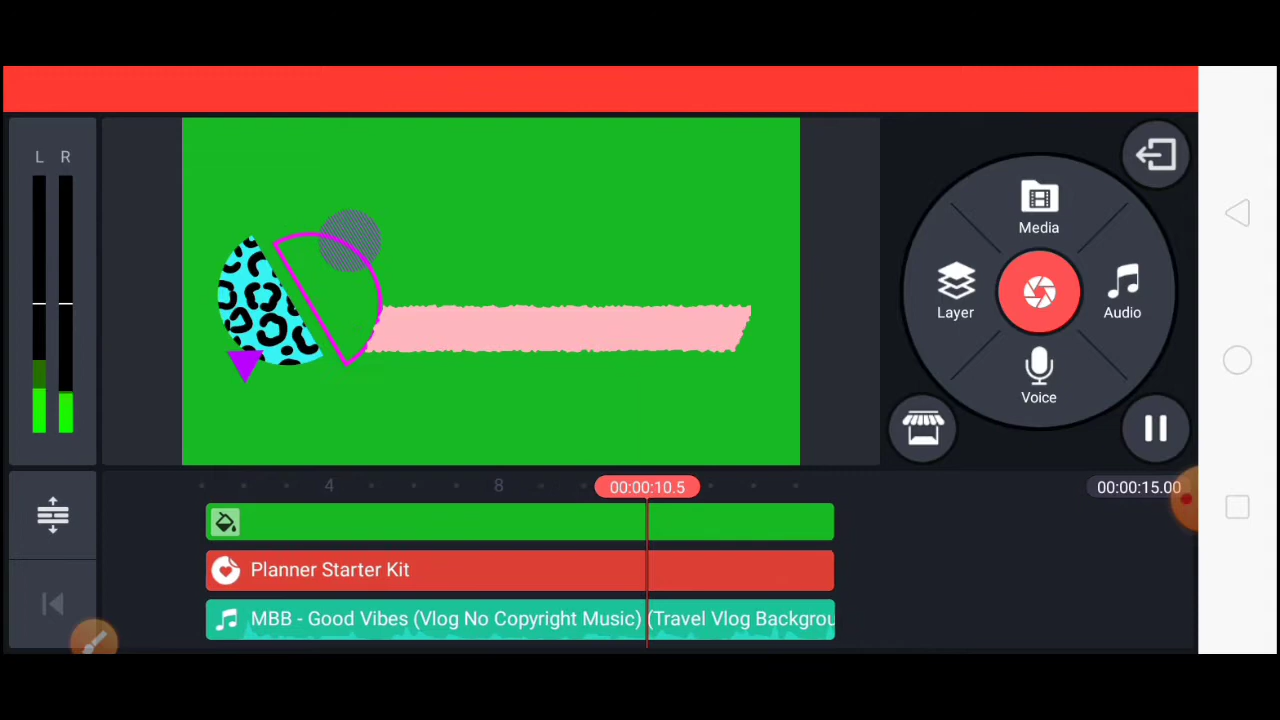 L R
Media
Layer
Audio
Voice
4
8
00:00:10.5
00:00:15.00
Planner Starter Kit
MBB - Good Vibes (Vlog No Copyright Music) (Travel Vlog Backgrou